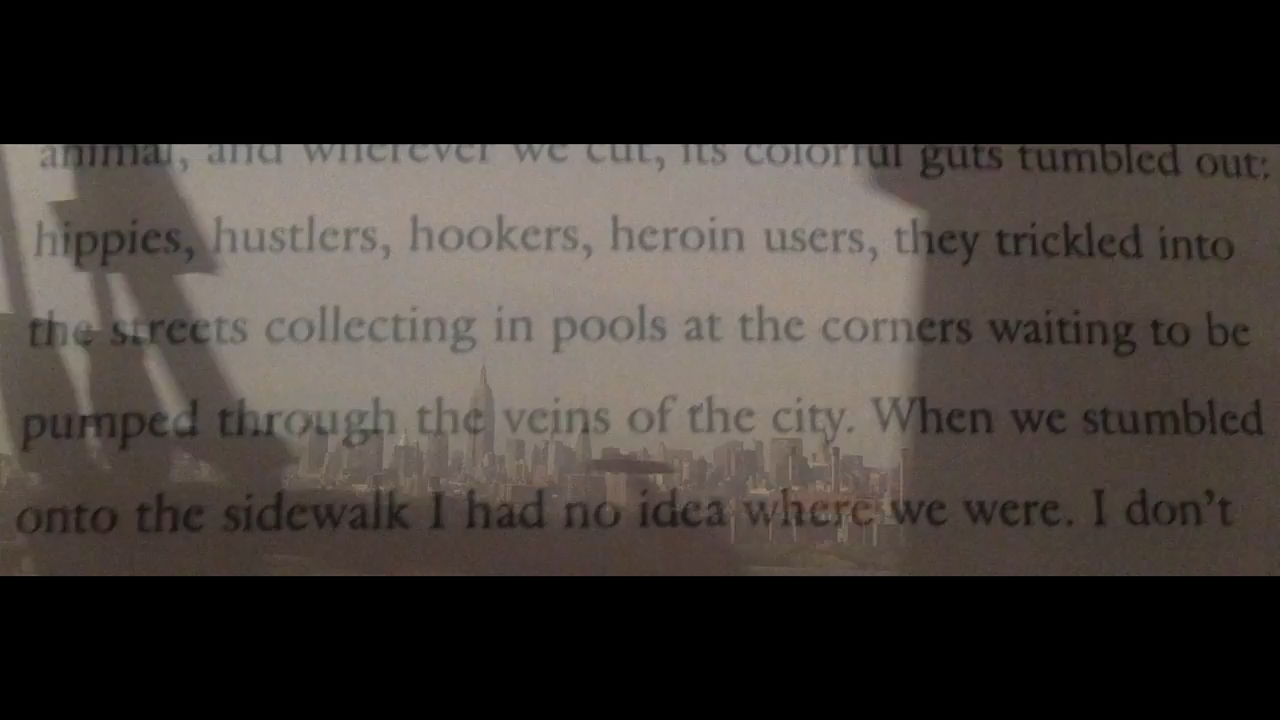 animal, and wherever we cut, its colorful guts tumbled out:
hippies, hustlers, hookers, heroin users, they trickled into
the streets collecting in pools at the corners waiting to be
pumped through the veins of the city. When we stumbled
onto the sidewalk I had no idea where we were. I don't